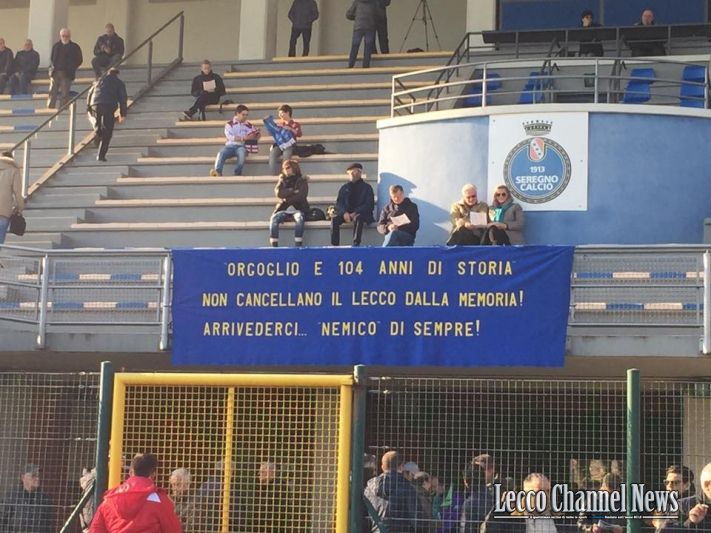 1913
SEREGNO
CALCIO
"ORGOGLIO E 104 ANNI DI STORIA"
NON CANCELLANO IL LECCO DALLA MEMORIA!
ARRIVEDERCI... "NEMICO" DI SEMPRE!
Lecco Channel News